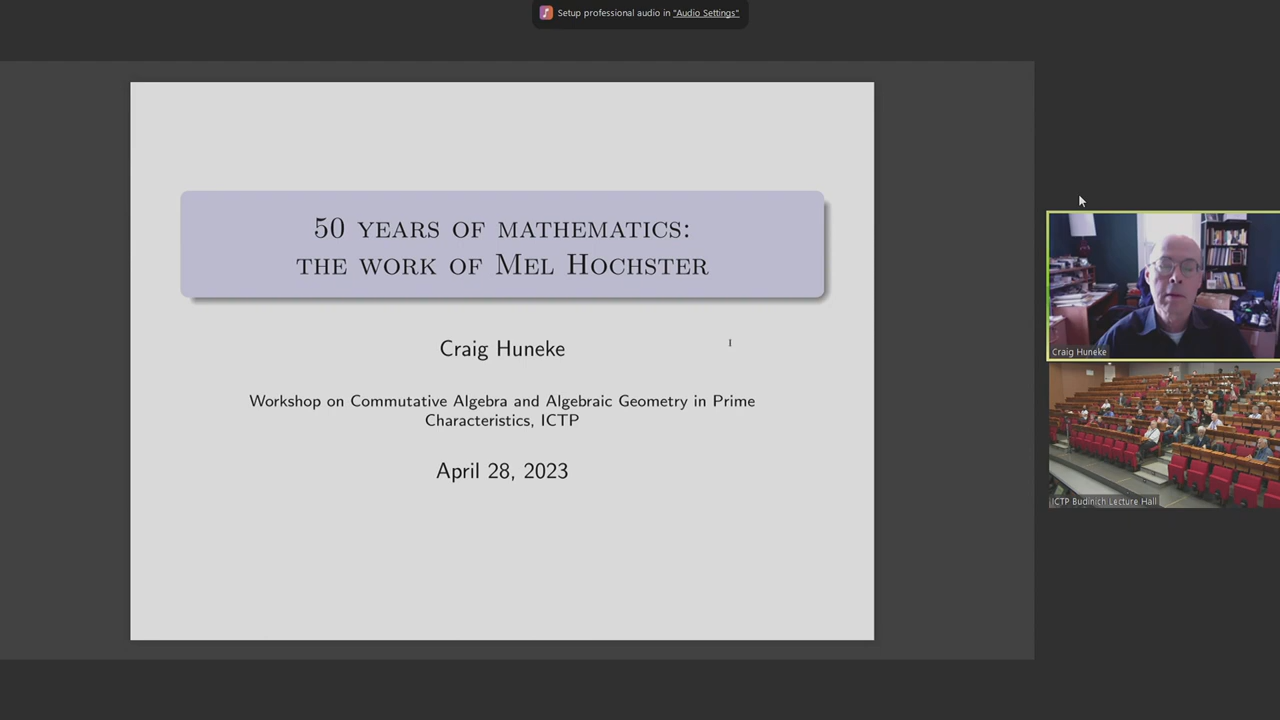 Setup professional audio in "Audio Settings"
50 YEARS OF MATHEMATICS:
THE WORK OF MEL HOCHSTER
Craig Huneke
Workshop on Commutative Algebra and Algebraic Geometry in Prime
Characteristics, ICTP
April 28, 2023
Craig Huneke
ICTP Budinich Lecture Hall